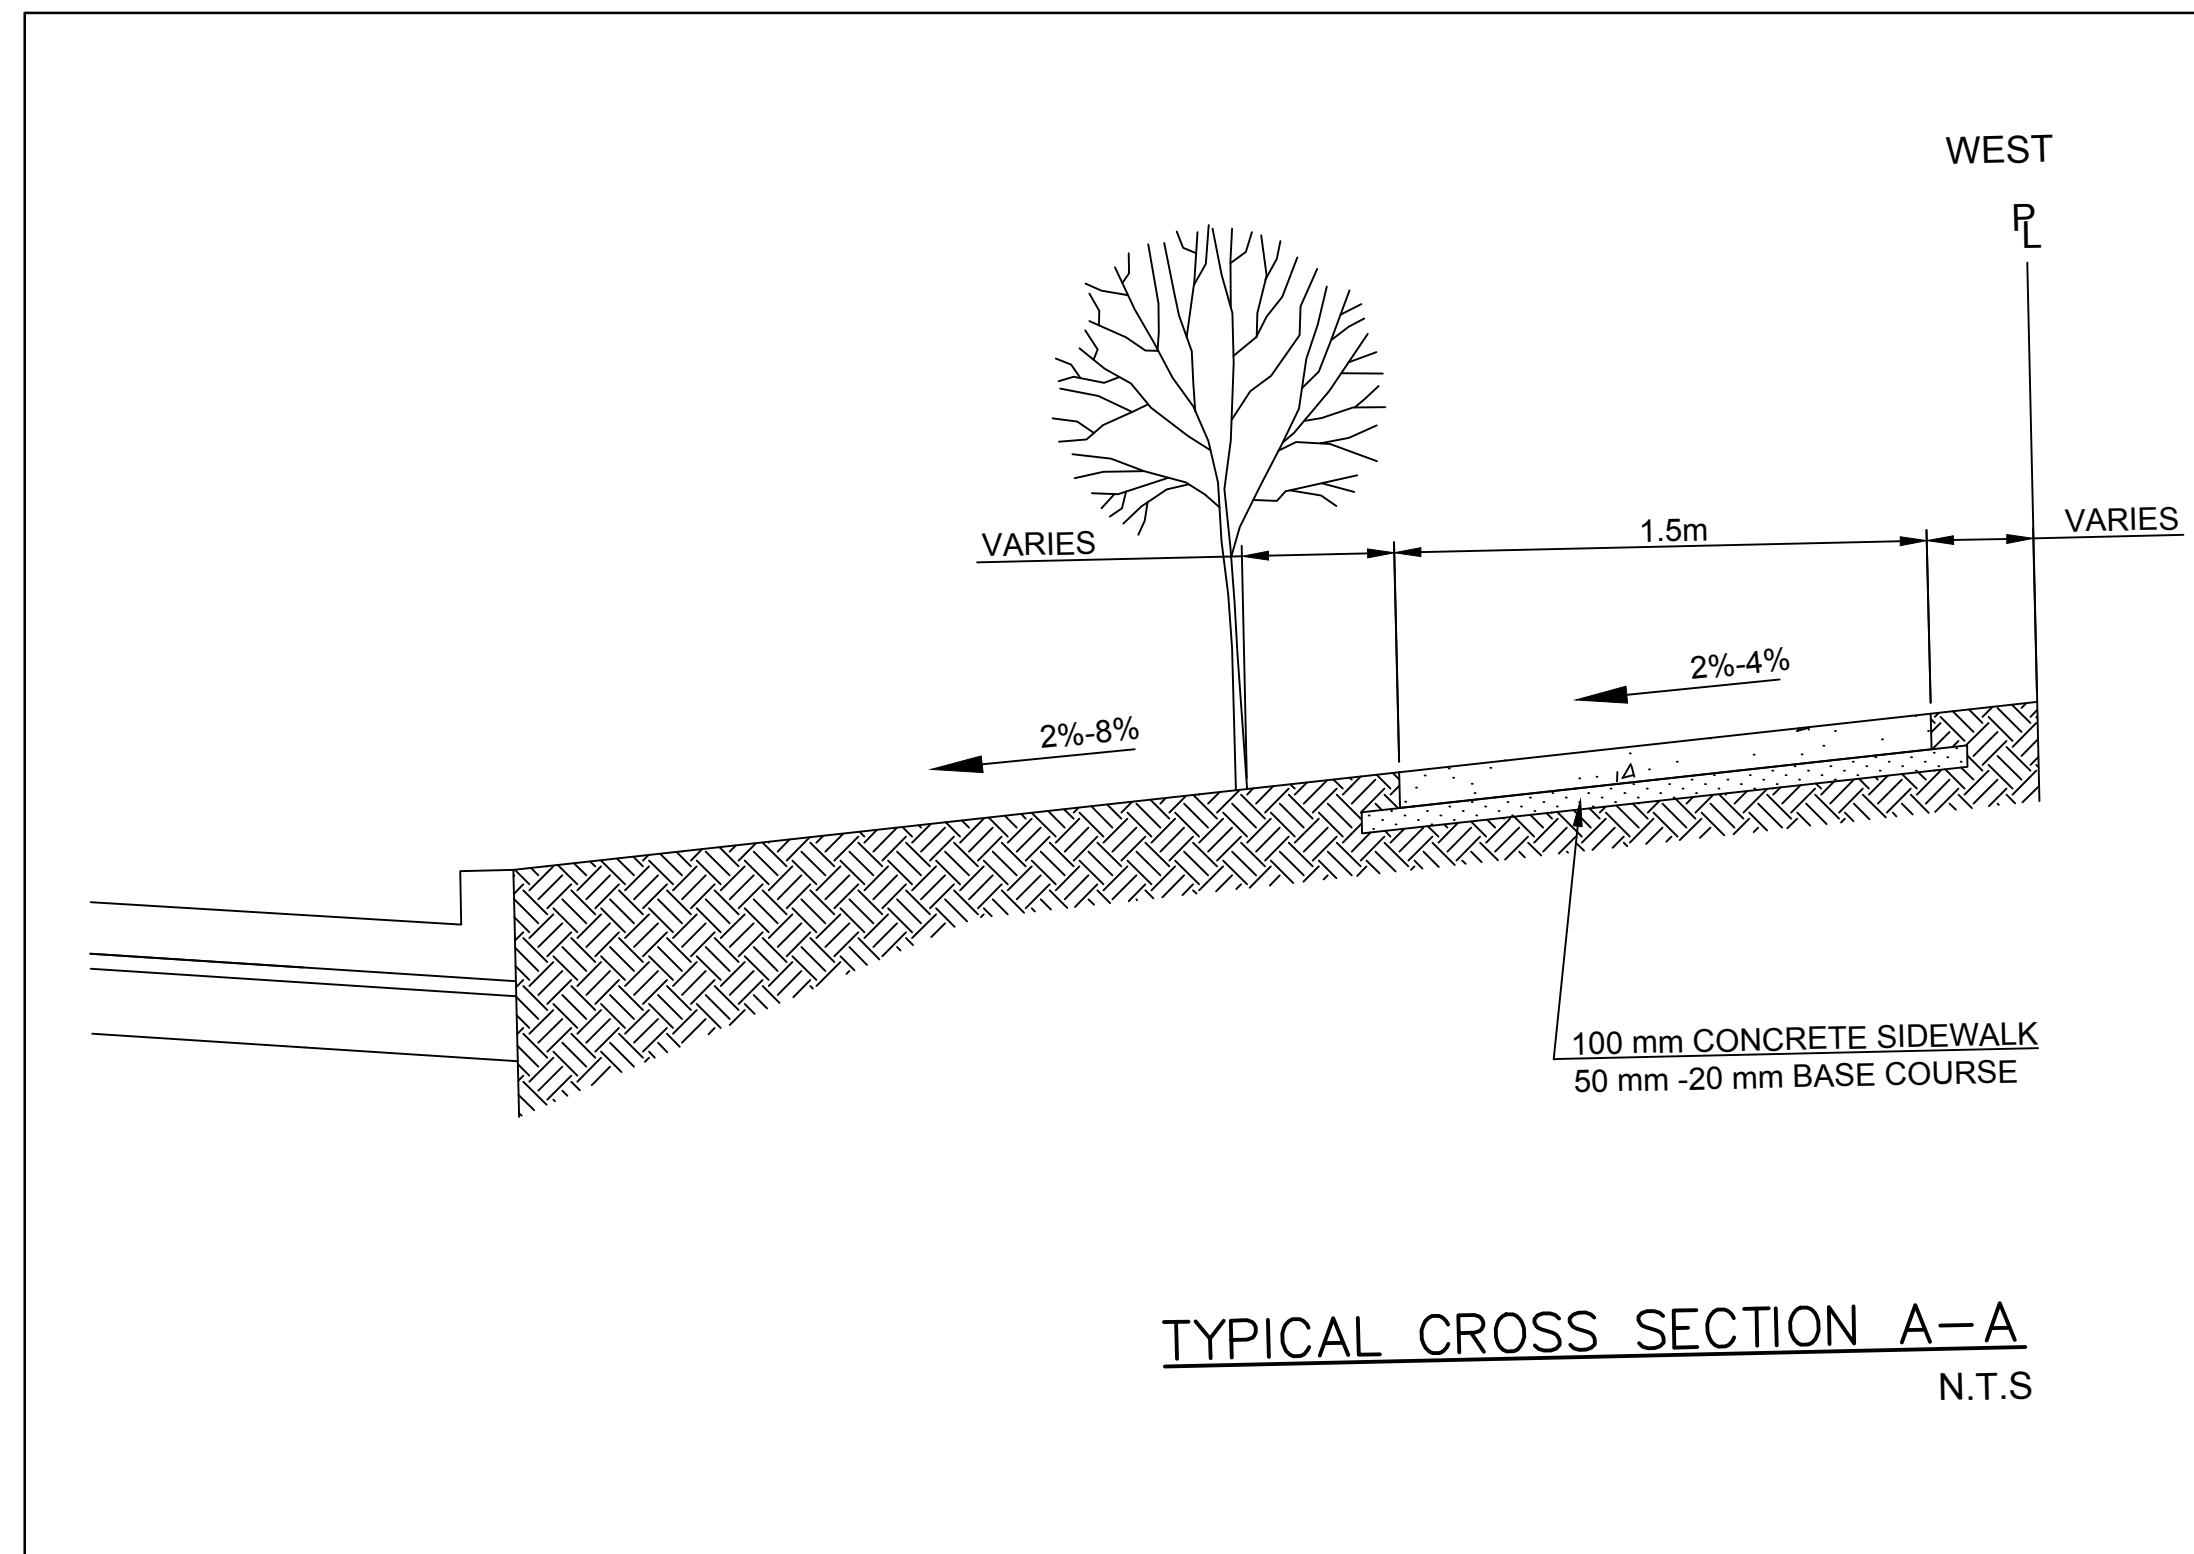 WEST
PL
VARIES
1.5m
VARIES
2%-4%
2%-8%
100 mm CONCRETE SIDEWALK
50 mm -20 mm BASE COURSE
TYPICAL CROSS SECTION A-A
N.T.S